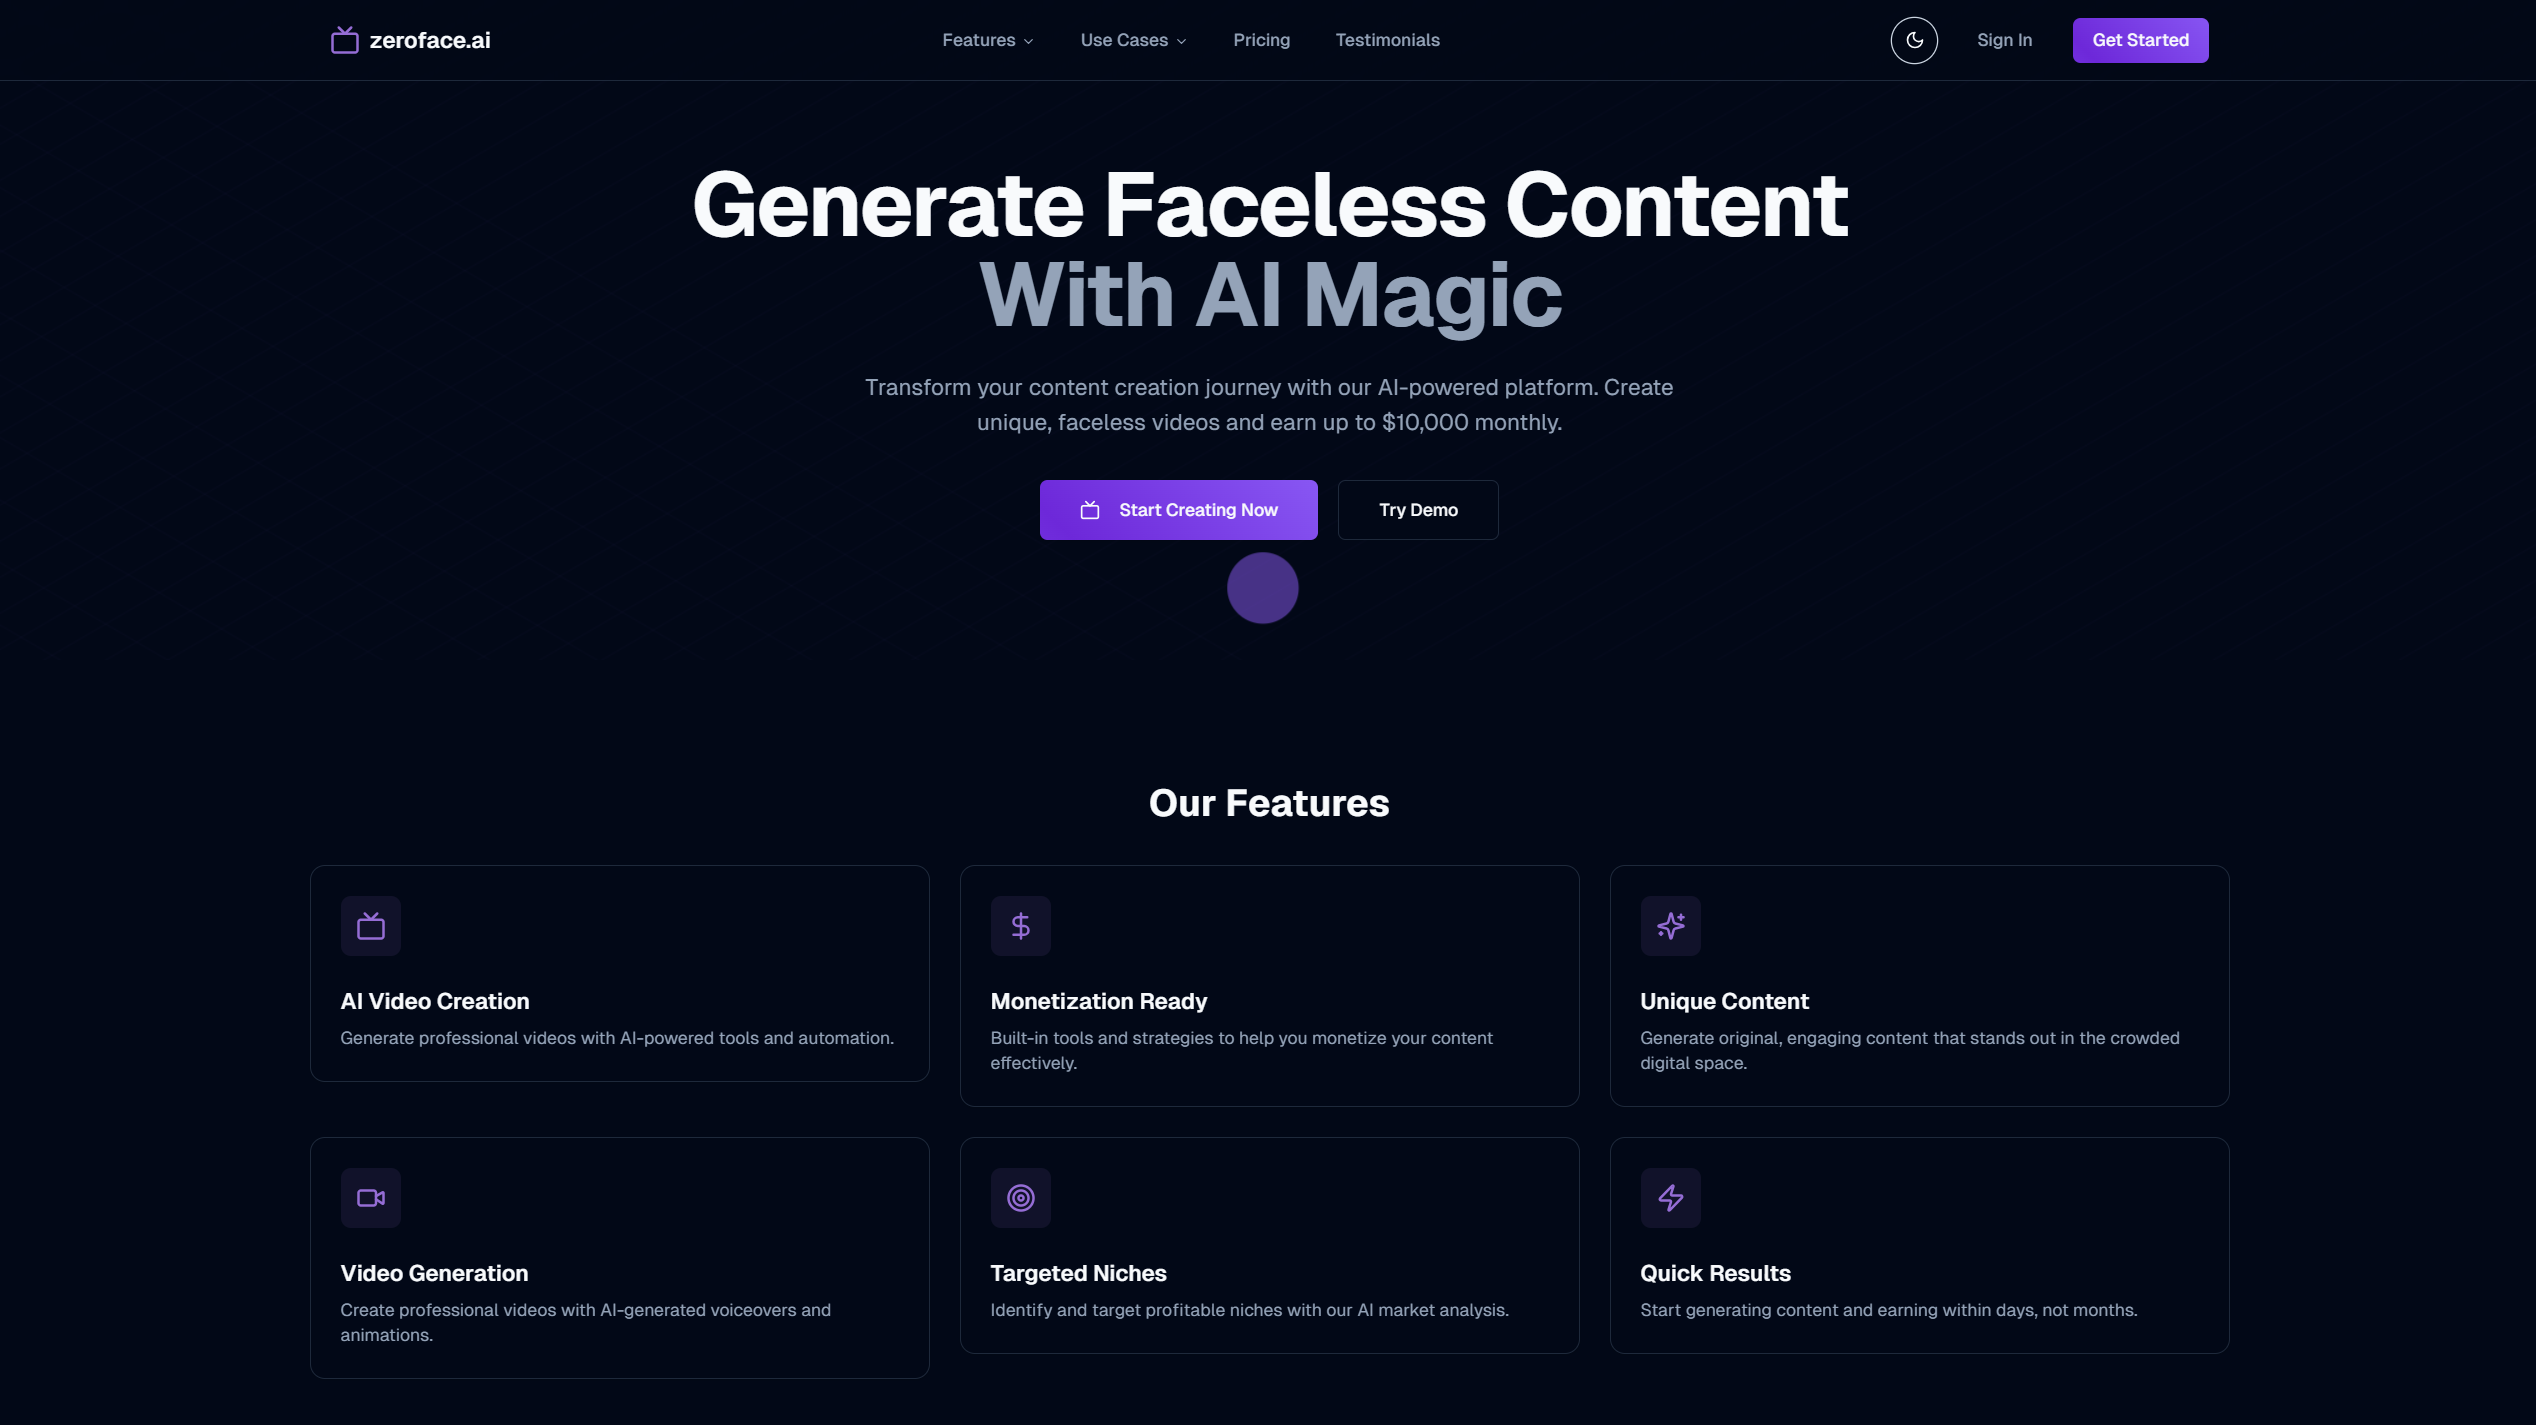 zeroface.ai
Features
Use Cases
Pricing
Testimonials
Sign In
Get Started
Generate Faceless Content
With AI Magic
Transform your content creation journey with our AI-powered platform. Create
unique, faceless videos and earn up to $10,000 monthly.
Start Creating Now
Try Demo
Our Features
AI Video Creation
Generate professional videos with AI-powered tools and automation.
Monetization Ready
Built-in tools and strategies to help you monetize your content
effectively.
Unique Content
Generate original, engaging content that stands out in the crowded
digital space.
Video Generation
Create professional videos with AI-generated voiceovers and
animations.
Targeted Niches
Identify and target profitable niches with our AI market analysis.
Quick Results
Start generating content and earning within days, not months.